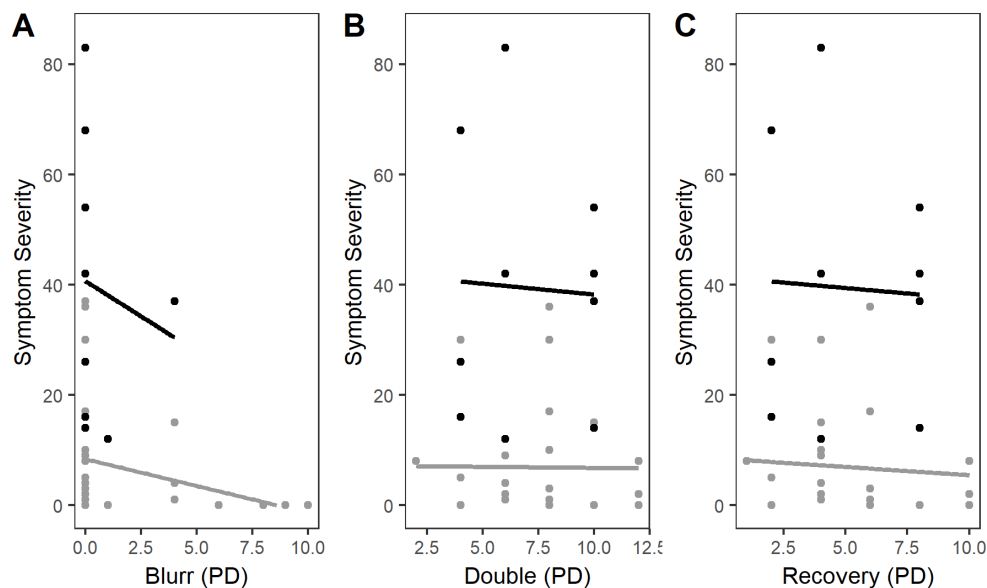 A
B
C
Symptom Severity
80
60
40
20
0
0.0 2.5 5.0 7.5 10.0
Blurr (PD)
Symptom Severity
80
60
40
20
0
2.5 5.0 7.5 10.0 12.5
Double (PD)
Symptom Severity
80
60
40
20
0
2.5 5.0 7.5 10.0
Recovery (PD)